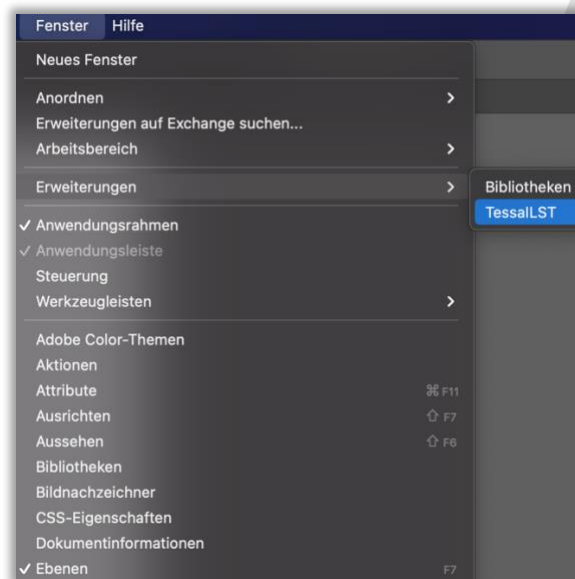 Fenster Hilfe
Neues Fenster
Anordnen
Erweiterungen auf Exchange suchen...
Arbeitsbereich
Erweiterungen
Bibliotheken
TessalLST
Anwendungsrahmen
Anwendungsleiste
Steuerung
Werkzeugleisten
Adobe Color-Themen
Aktionen
Attribute ⌘ F11
Ausrichten ⇧ F7
Aussehen ⇧ F6
Bibliotheken
Bildnachzeichner
CSS-Eigenschaften
Dokumentinformationen
Ebenen F7